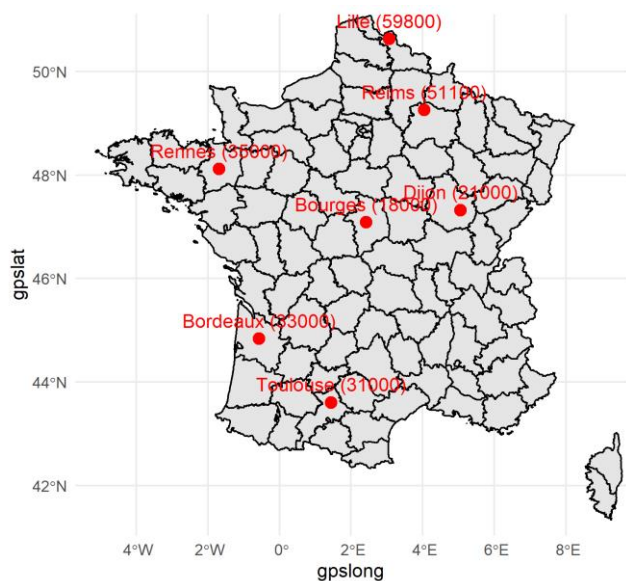 Lille (59800)
50°N
Reims (51100)
Rennes (35000)
48°N
Dijon (21000)
Bourges (18000)
gpslat
46°N
Bordeaux (33000)
44°N
Toulouse (31000)
42°N
4°W 2°W 0° 2°E 4°E 6°E 8°E
gpslong